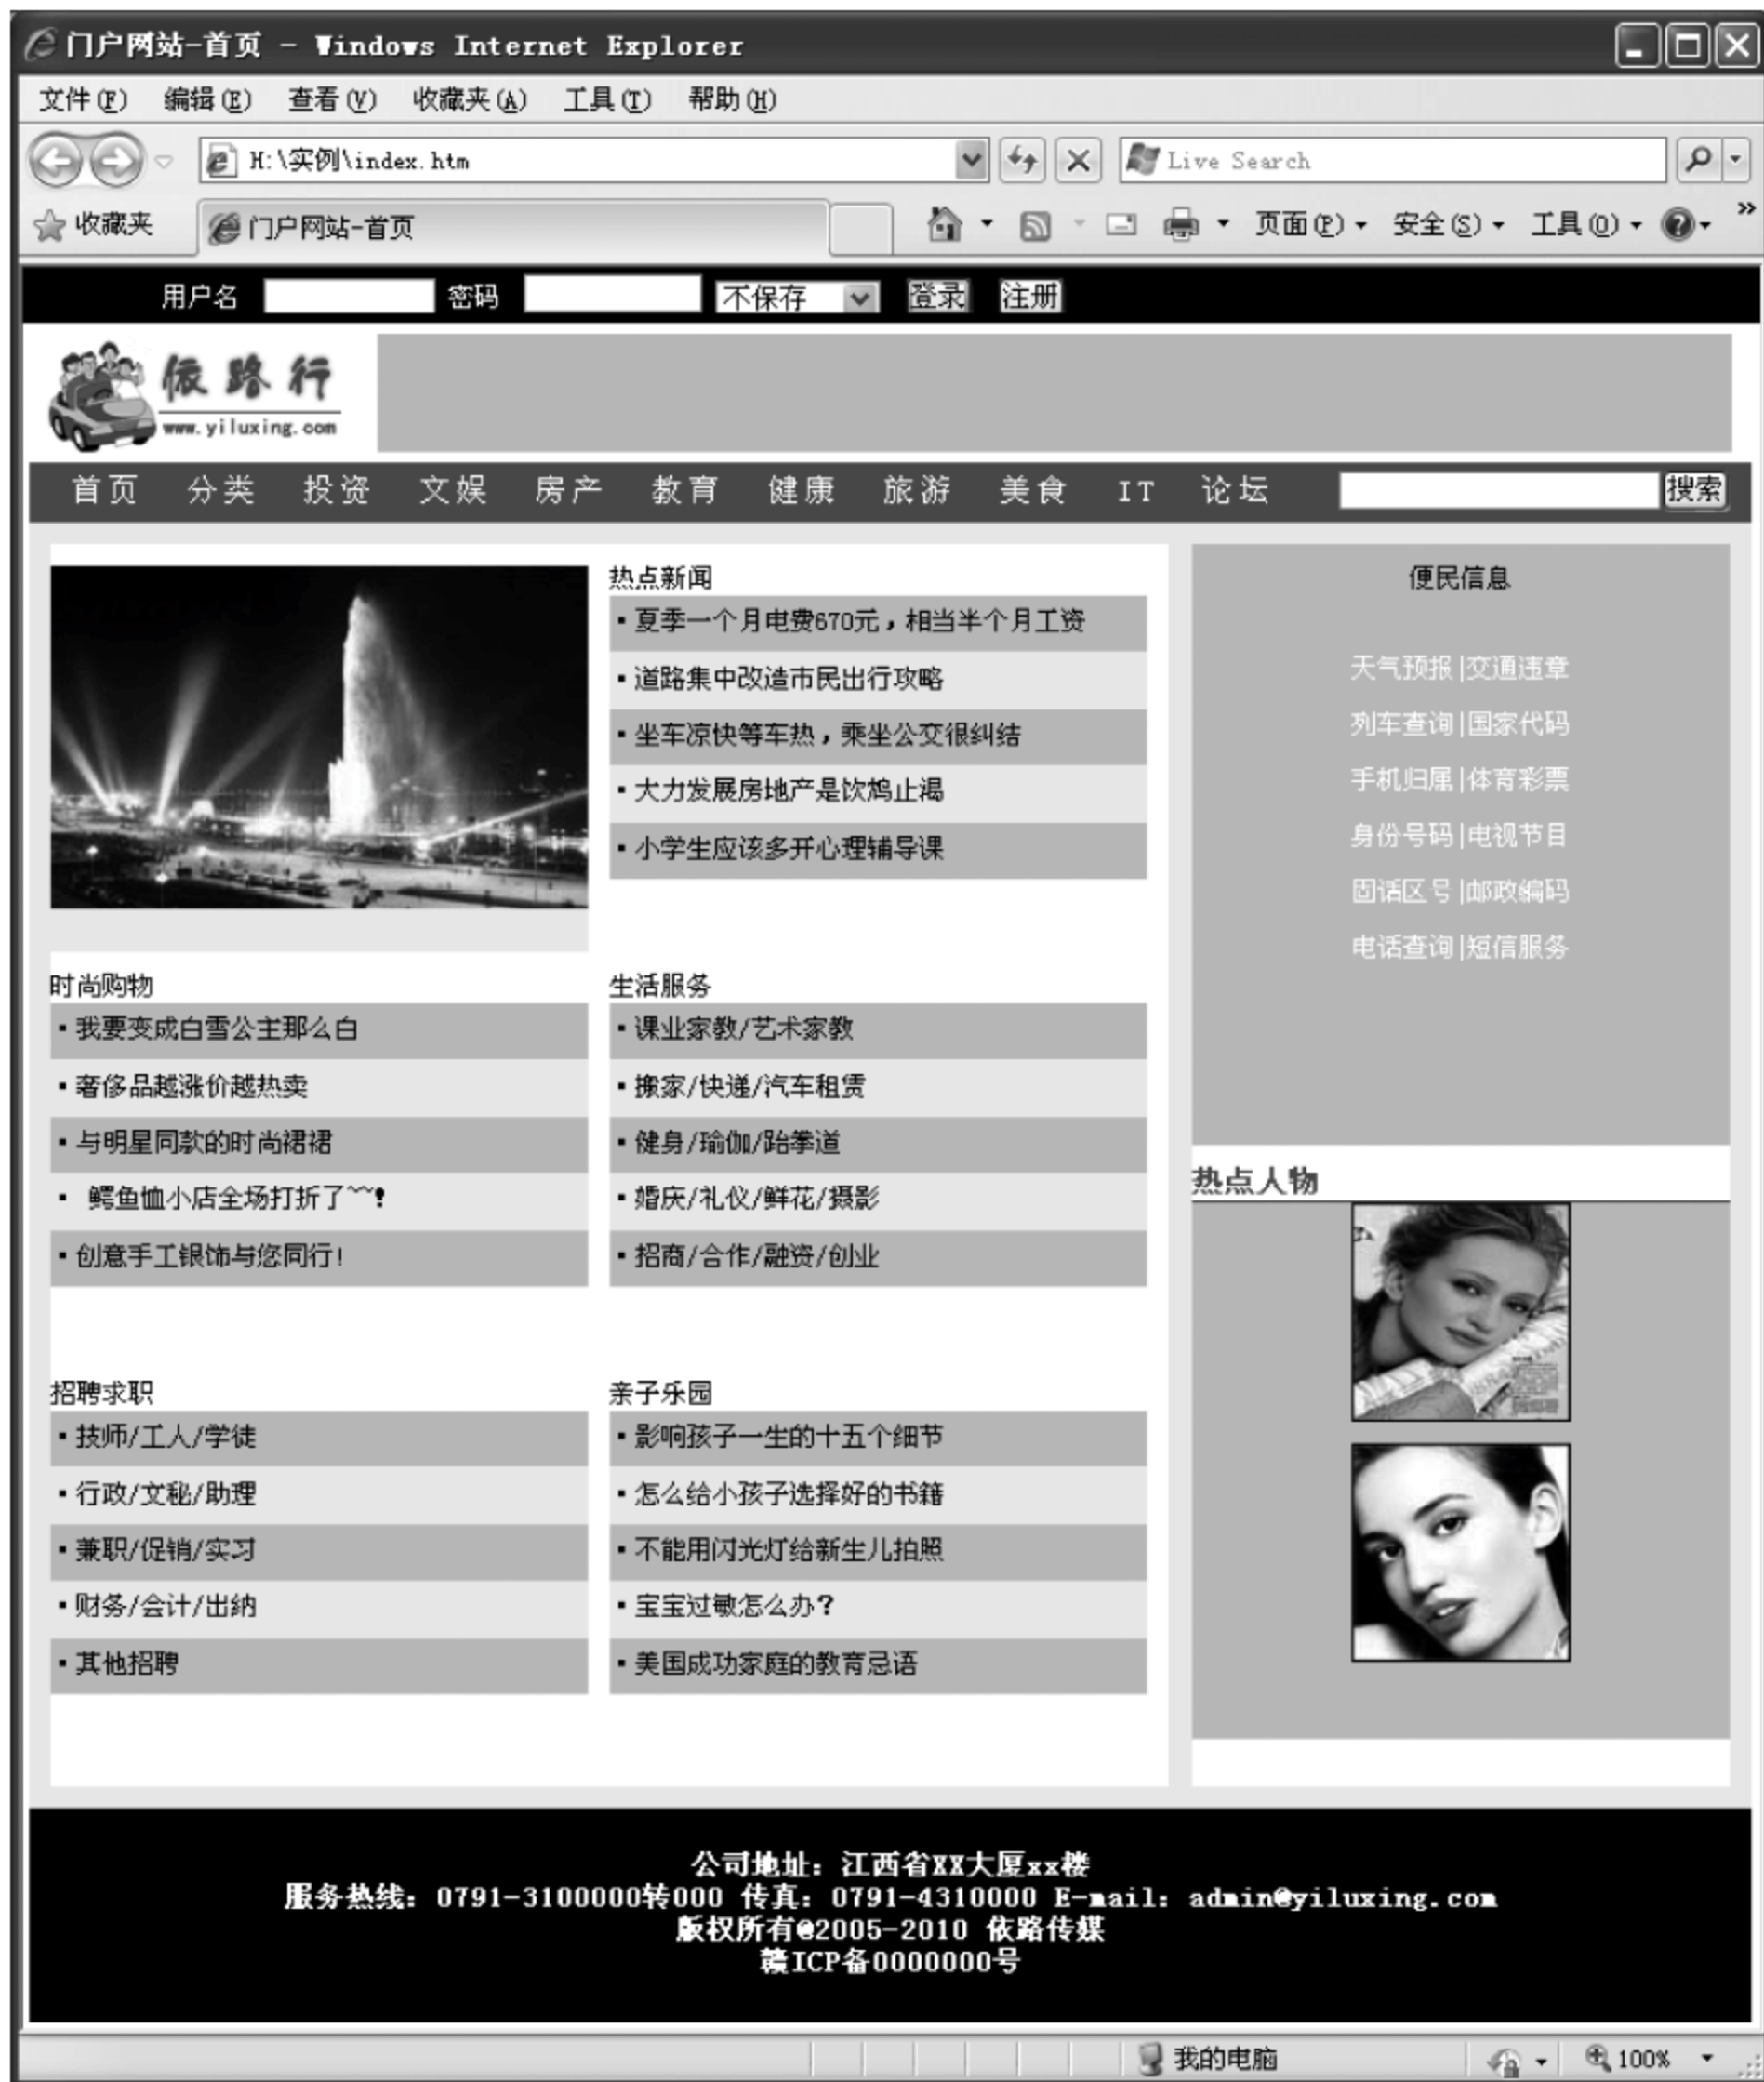 门户网站-首页 - Windows Internet Explorer
文件(F) 编辑(E) 查看(V) 收藏夹(A) 工具(T) 帮助(H)
H:\实例\index.htm Live Search
收藏夹 门户网站-首页 页面(P) 安全(S) 工具(O) »
用户名 密码 不保存 登录 注册
依路行
www.yiluxing.com
首页 分类 投资 文娱 房产 教育 健康 旅游 美食 IT 论坛 搜索
热点新闻
▪夏季一个月电费670元，相当半个月工资
▪道路集中改造市民出行攻略
▪坐车凉快等车热，乘坐公交很纠结
▪大力发展房地产是饮鸩止渴
▪小学生应该多开心理辅导课
时尚购物
▪我要变成白雪公主那么白
▪奢侈品越涨价越热卖
▪与明星同款的时尚裙裙
▪ 鳄鱼恤小店全场打折了~~!
▪创意手工银饰与您同行!
生活服务
▪课业家教/艺术家教
▪搬家/快递/汽车租赁
▪健身/瑜伽/跆拳道
▪婚庆/礼仪/鲜花/摄影
▪招商/合作/融资/创业
招聘求职
▪技师/工人/学徒
▪行政/文秘/助理
▪兼职/促销/实习
▪财务/会计/出纳
▪其他招聘
亲子乐园
▪影响孩子一生的十五个细节
▪怎么给小孩子选择好的书籍
▪不能用闪光灯给新生儿拍照
▪宝宝过敏怎么办?
▪美国成功家庭的教育忌语
便民信息
天气预报|交通违章
列车查询|国家代码
手机归属|体育彩票
身份号码|电视节目
固话区号|邮政编码
电话查询|短信服务
热点人物
公司地址：江西省XX大厦xx楼
服务热线：0791-3100000转000 传真：0791-4310000 E-mail：admin@yiluxing.com
版权所有@2005-2010 依路传媒
赣ICP备0000000号
我的电脑 100%